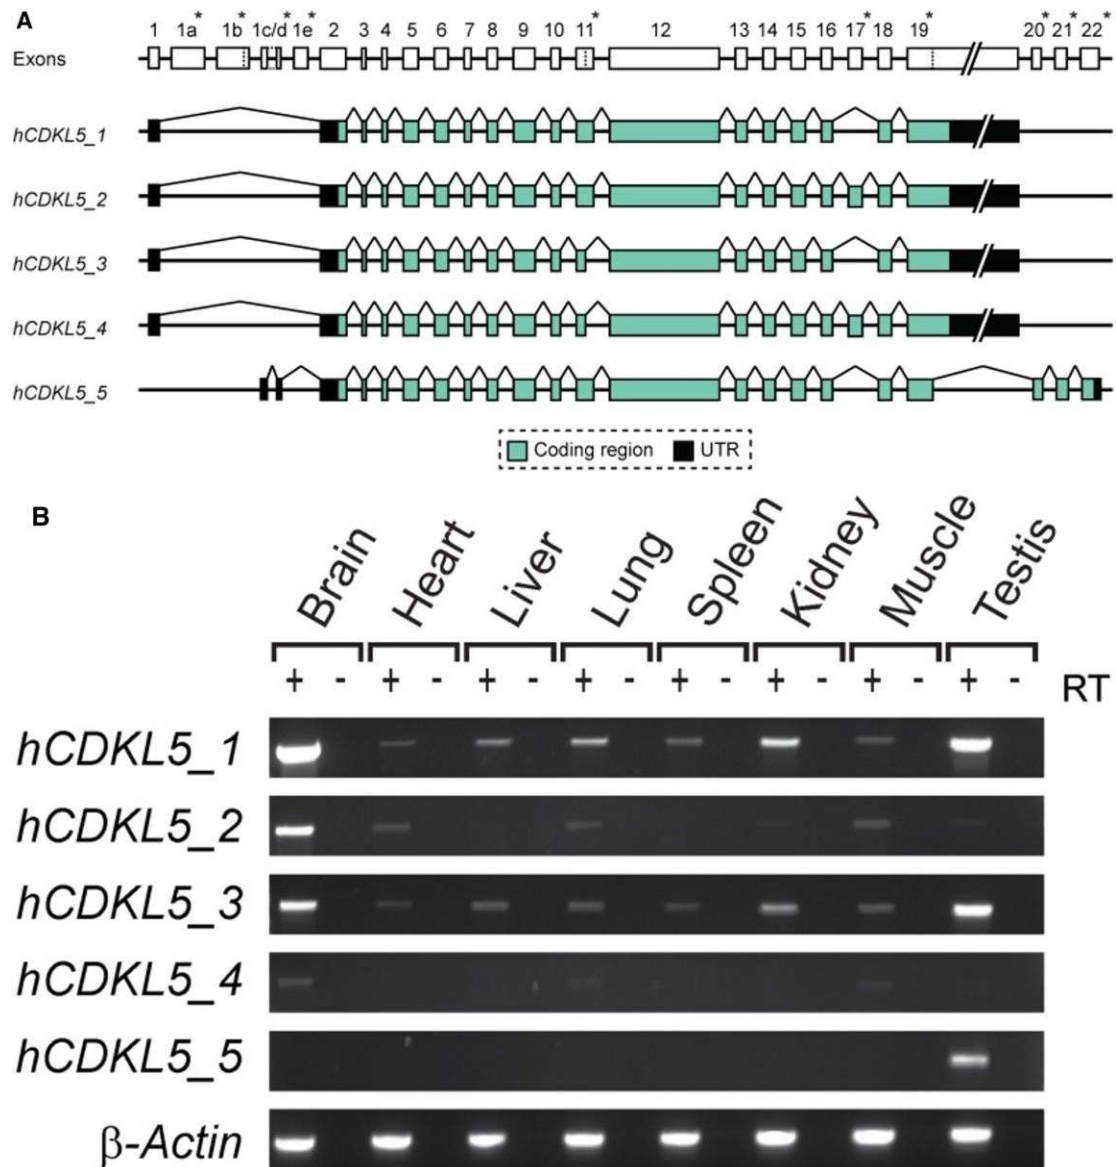 A
1 1a* 1b* 1c/d* 1e* 2 3 4 5 6 7 8 9 10 11* 12 13 14 15 16 17* 18 19* 20* 21* 22*
Exons
hCDKL5_1
hCDKL5_2
hCDKL5_3
hCDKL5_4
hCDKL5_5
Coding region UTR
B
Brain Heart Liver Lung Spleen Kidney Muscle Testis
+ - + - + - + - + - + - + - + - RT
hCDKL5_1
hCDKL5_2
hCDKL5_3
hCDKL5_4
hCDKL5_5
β-Actin